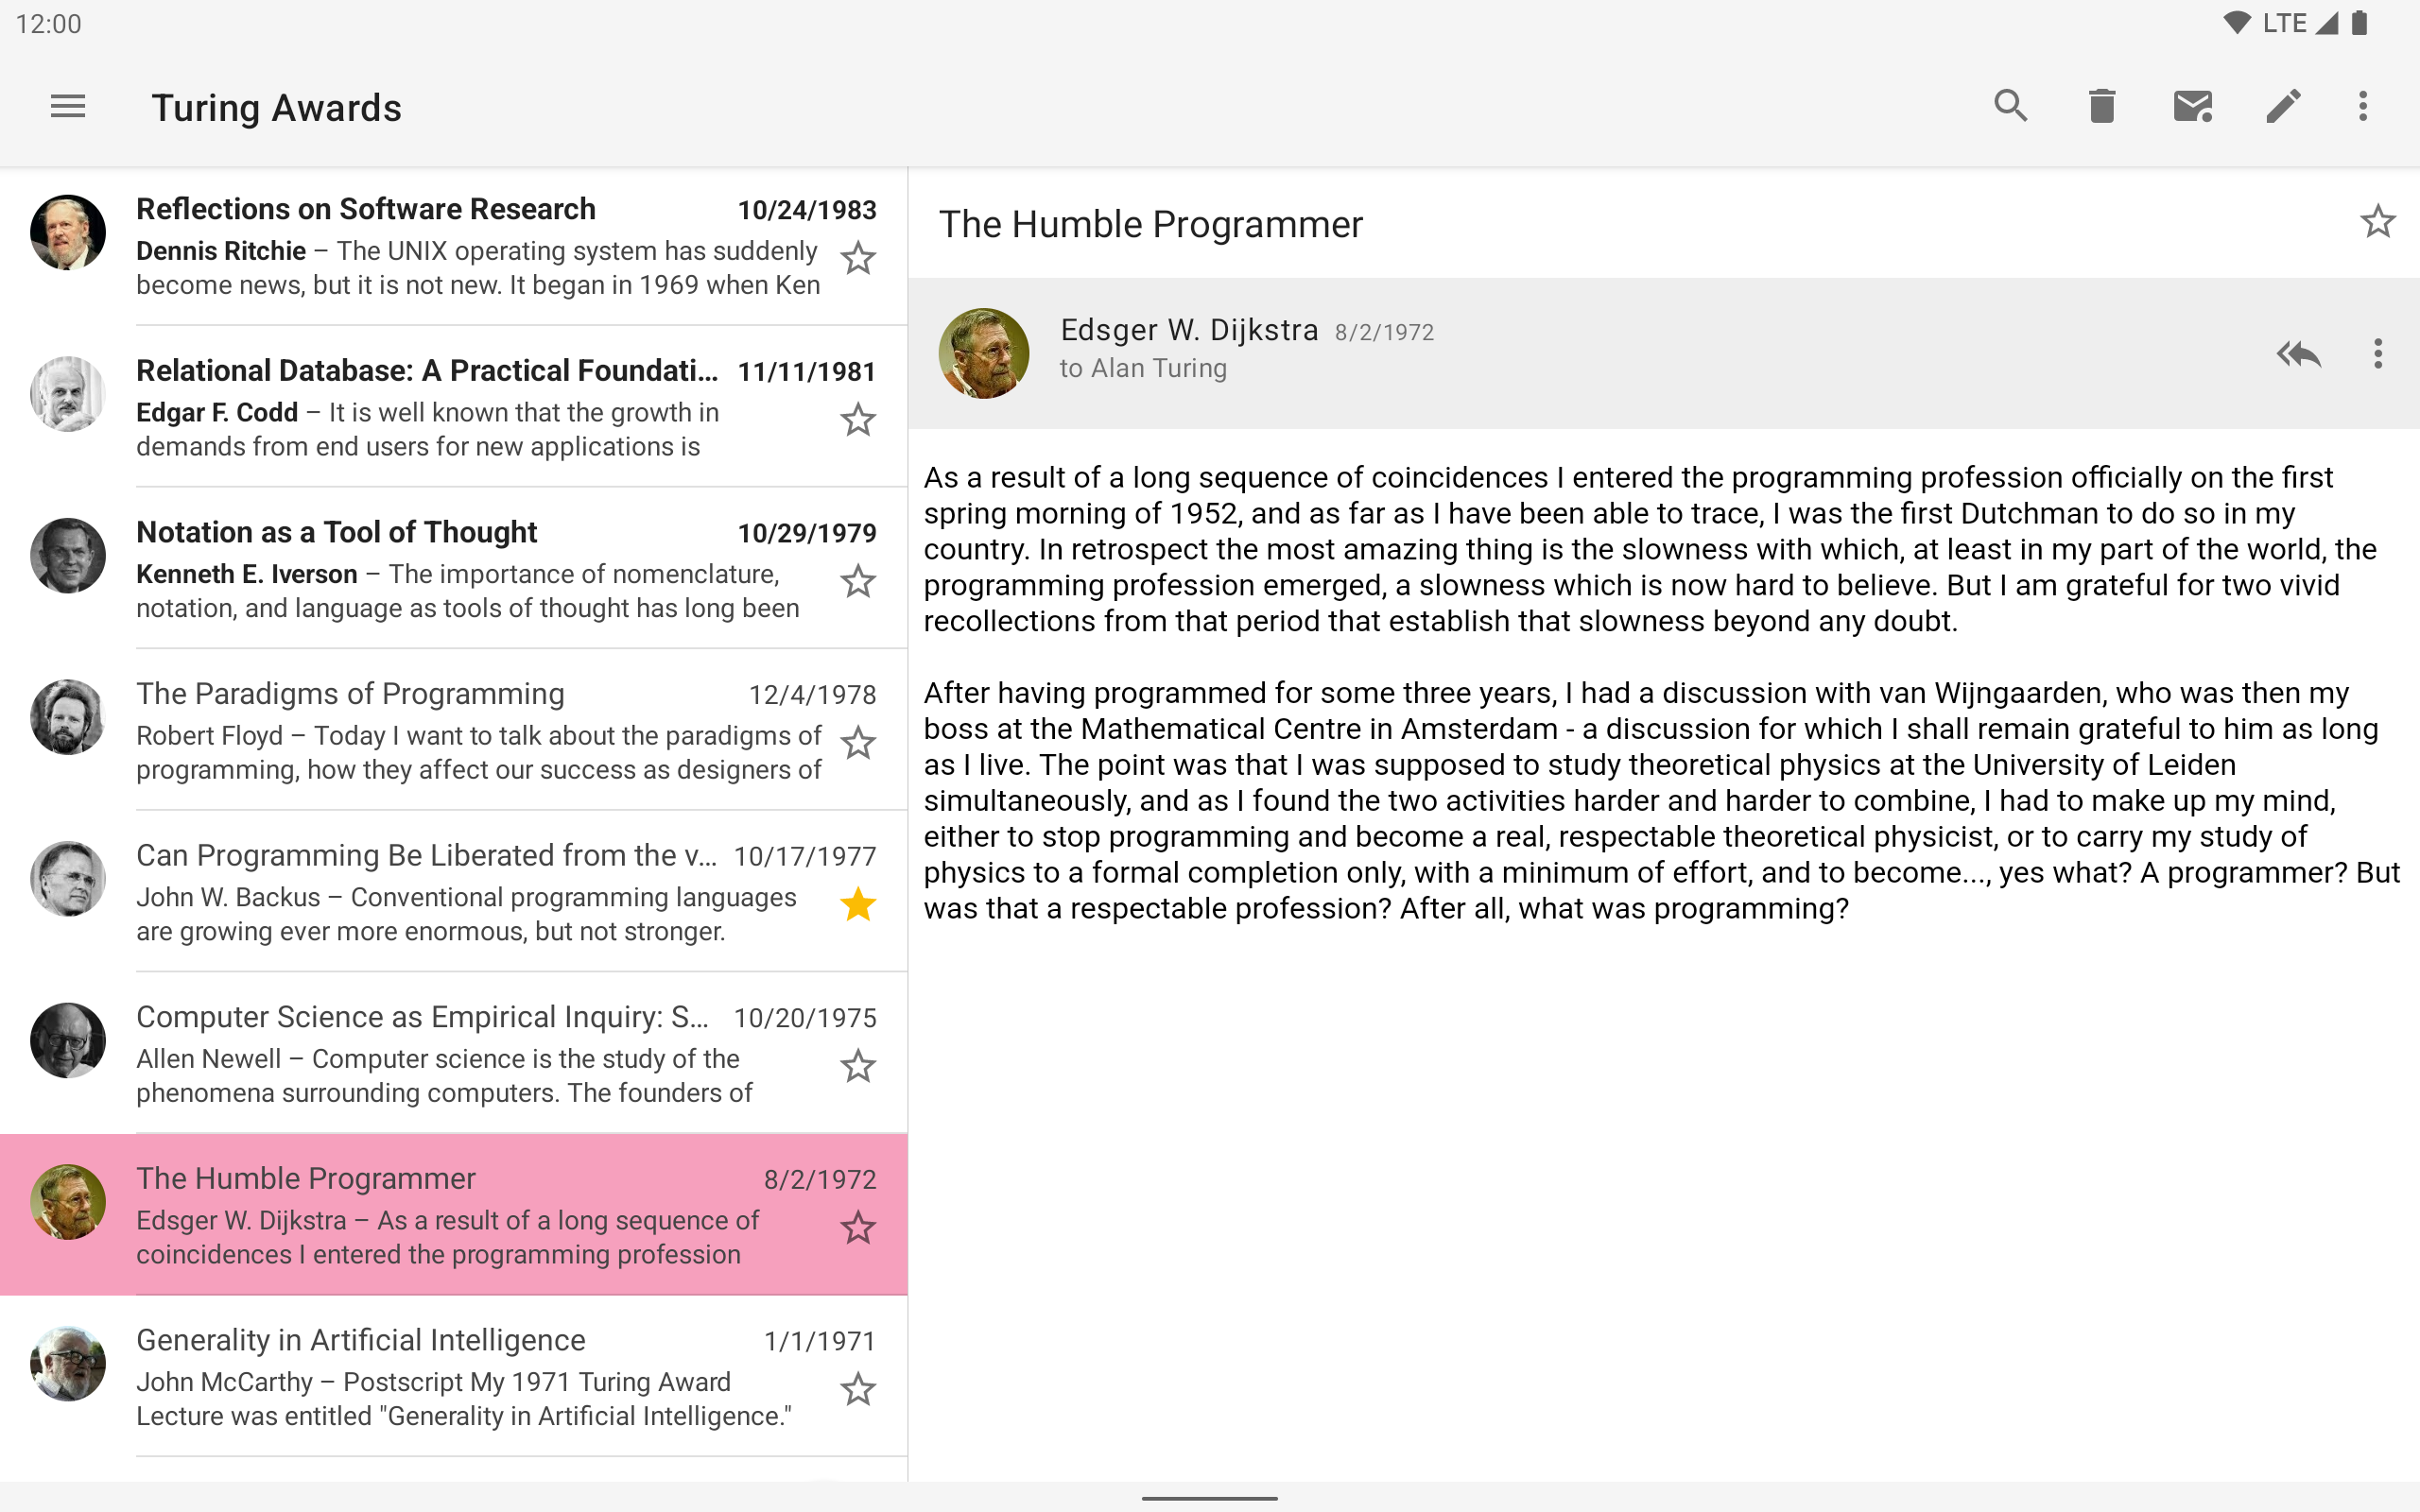 12:00
LTE
Turing Awards
Reflections on Software Research
10/24/1983
Dennis Ritchie – The UNIX operating system has suddenly
become news, but it is not new. It began in 1969 when Ken
Relational Database: A Practical Foundati...
11/11/1981
Edgar F. Codd – It is well known that the growth in
demands from end users for new applications is
Notation as a Tool of Thought
10/29/1979
Kenneth E. Iverson – The importance of nomenclature,
notation, and language as tools of thought has long been
The Paradigms of Programming
12/4/1978
Robert Floyd – Today I want to talk about the paradigms of
programming, how they affect our success as designers of
Can Programming Be Liberated from the v...
10/17/1977
John W. Backus – Conventional programming languages
are growing ever more enormous, but not stronger.
Computer Science as Empirical Inquiry: S...
10/20/1975
Allen Newell – Computer science is the study of the
phenomena surrounding computers. The founders of
The Humble Programmer
8/2/1972
Edsger W. Dijkstra – As a result of a long sequence of
coincidences I entered the programming profession
Generality in Artificial Intelligence
1/1/1971
John McCarthy – Postscript My 1971 Turing Award
Lecture was entitled "Generality in Artificial Intelligence."
The Humble Programmer
Edsger W. Dijkstra 8/2/1972
to Alan Turing
As a result of a long sequence of coincidences I entered the programming profession officially on the first
spring morning of 1952, and as far as I have been able to trace, I was the first Dutchman to do so in my
country. In retrospect the most amazing thing is the slowness with which, at least in my part of the world, the
programming profession emerged, a slowness which is now hard to believe. But I am grateful for two vivid
recollections from that period that establish that slowness beyond any doubt.
After having programmed for some three years, I had a discussion with van Wijngaarden, who was then my
boss at the Mathematical Centre in Amsterdam - a discussion for which I shall remain grateful to him as long
as I live. The point was that I was supposed to study theoretical physics at the University of Leiden
simultaneously, and as I found the two activities harder and harder to combine, I had to make up my mind,
either to stop programming and become a real, respectable theoretical physicist, or to carry my study of
physics to a formal completion only, with a minimum of effort, and to become..., yes what? A programmer? But
was that a respectable profession? After all, what was programming?